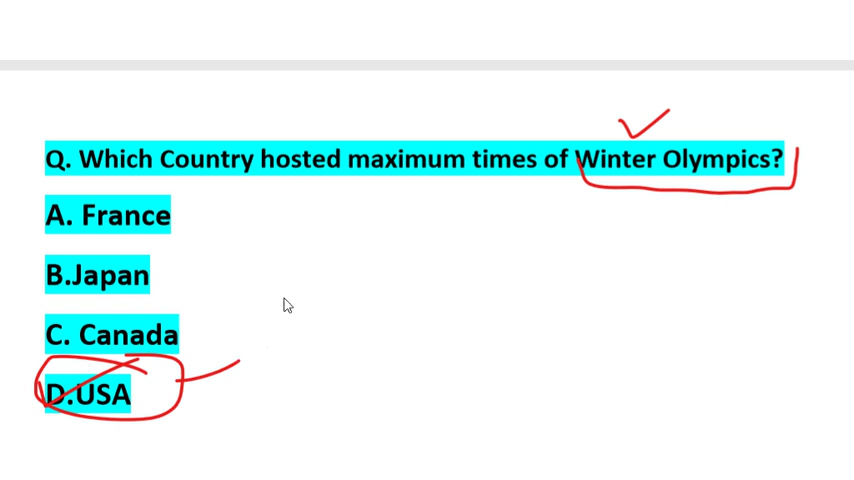 Q. Which Country hosted maximum times of Winter Olympics?
A. France
B.Japan
C. Canada
D.USA